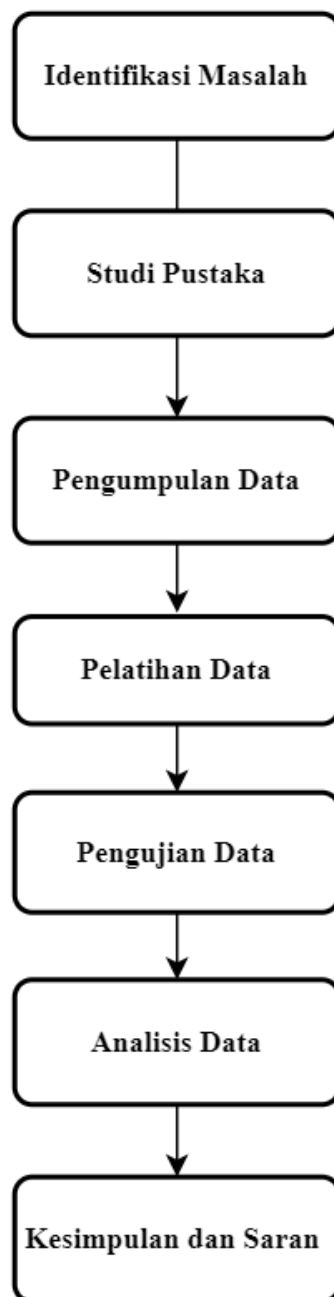 Identifikasi Masalah
Studi Pustaka
Pengumpulan Data
Pelatihan Data
Pengujian Data
Analisis Data
Kesimpulan dan Saran